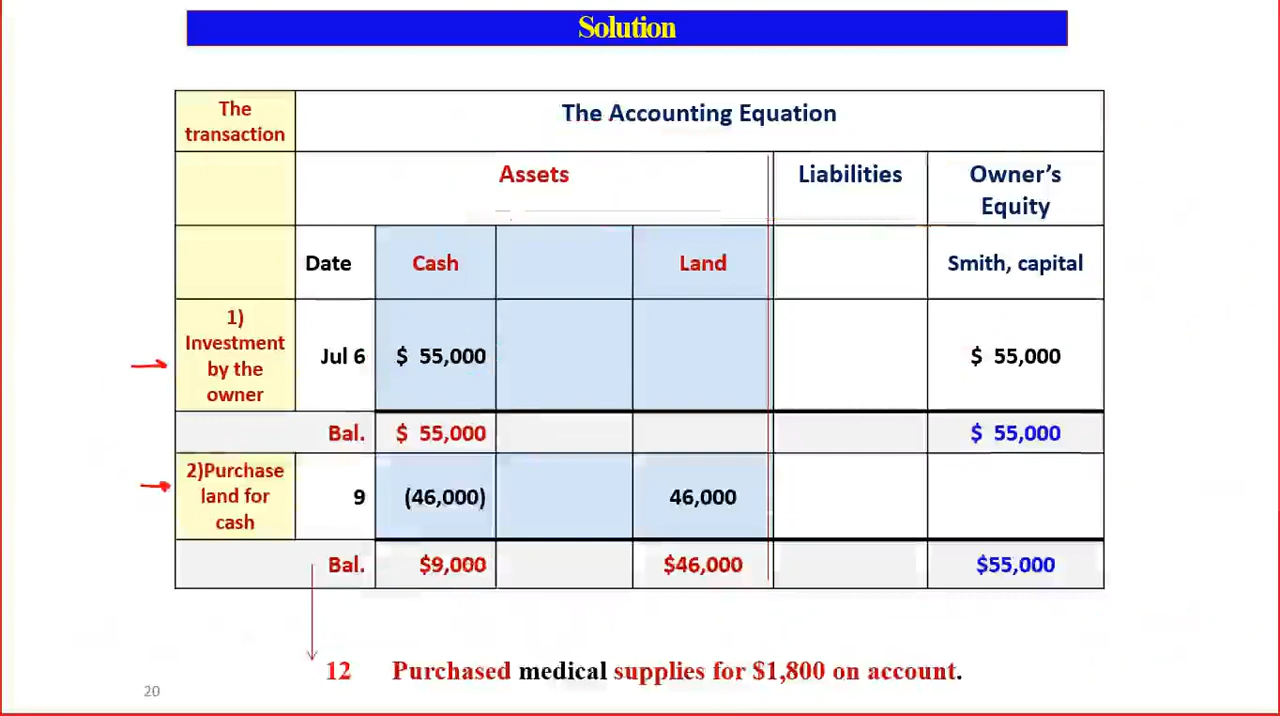 Solution
The
transaction
The Accounting Equation
Assets
Liabilities
Owner's
Equity
Date
Cash
Land
Smith, capital
1)
Investment
by the
owner
Jul 6
$ 55,000
$ 55,000
Bal.
$ 55,000
$ 55,000
2)Purchase
land for
cash
9
(46,000)
46,000
Bal.
$9,000
$46,000
$55,000
12 Purchased medical supplies for $1,800 on account.
20